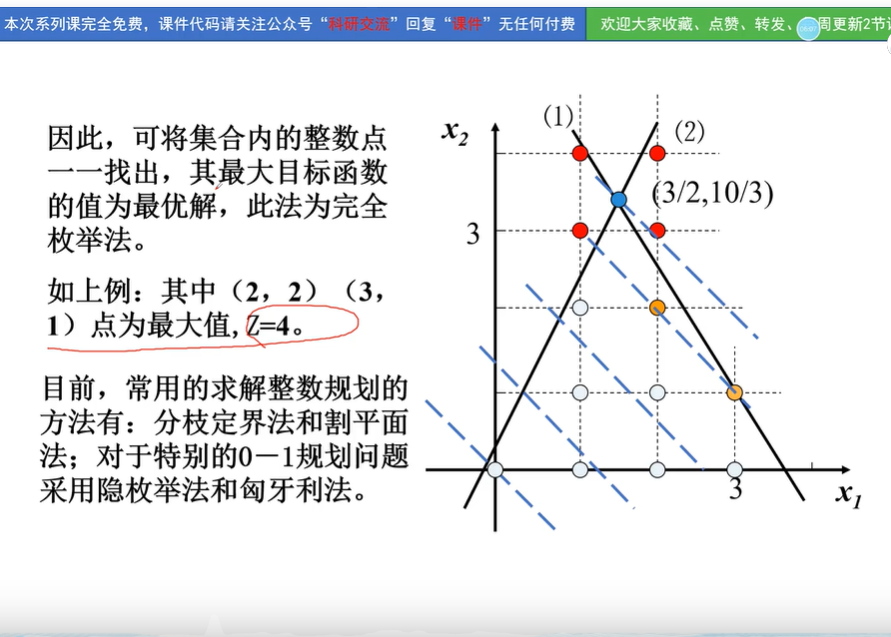 本次系列课完全免费，课件代码请关注公众号“科研交流”回复“课件”无任何付费
欢迎大家收藏、点赞、转发、周更新2节
因此，可将集合内的整数点
一一找出，其最大目标函数
的值为最优解，此法为完全
枚举法。
如上例：其中（2，2）（3，
1）点为最大值,Z=4。
目前，常用的求解整数规划的
方法有：分枝定界法和割平面
法；对于特别的0－1规划问题
采用隐枚举法和匈牙利法。
x2
(1)
(2)
(3/2,10/3)
3
3
x1